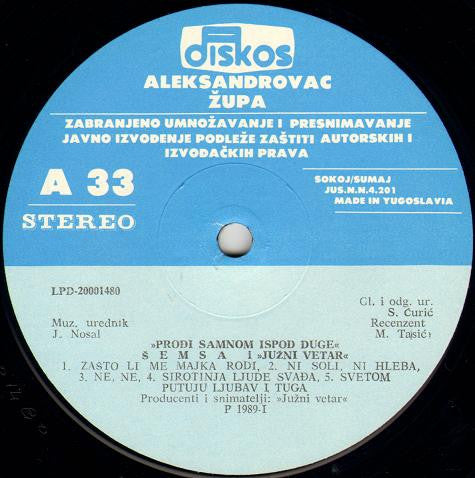 diskos
ALEKSANDROVAC
ŽUPA
ZABRANJENO UMNOŽAVANJE I PRESNIMAVANJE
JAVNO IZVOĐENJE PODLEŽE ZAŠTITI AUTORSKIH I
IZVOĐAČKIH PRAVA
A 33
STEREO
SOKOJ/SUMAJ
JUS.N.N.4.201
MADE IN YUGOSLAVIA
LPD-20001480
Muz. urednik
J. Nosal
Gl. i odg. ur.
S. Ćurić
Recenzent
M. Tasić
»PROĐI SAMNOM ISPOD DUGE«
ŠEMSA I »JUŽNI VETAR«
1. ZAŠTO LI ME MAJKA RODI, 2. NI SOLI, NI HLEBA,
3. NE, NE, 4. SIROTINJA LJUDE SVAĐA, 5. SVETOM
PUTUJU LJUBAV I TUGA
Producenti i snimatelji: »Južni vetar«
P 1989-I